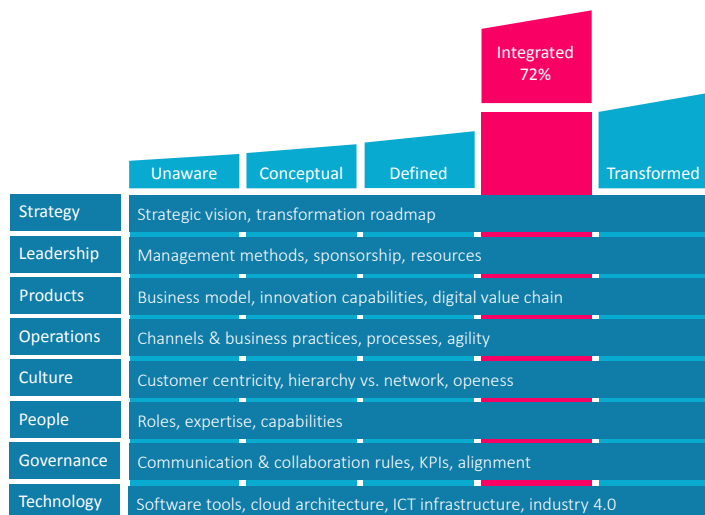 Integrated
72%
Unaware
Conceptual
Defined
Transformed
Strategy
Strategic vision, transformation roadmap
Leadership
Management methods, sponsorship, resources
Products
Business model, innovation capabilities, digital value chain
Operations
Channels & business practices, processes, agility
Culture
Customer centricity, hierarchy vs. network, openess
People
Roles, expertise, capabilities
Governance
Communication & collaboration rules, KPIs, alignment
Technology
Software tools, cloud architecture, ICT infrastructure, industry 4.0